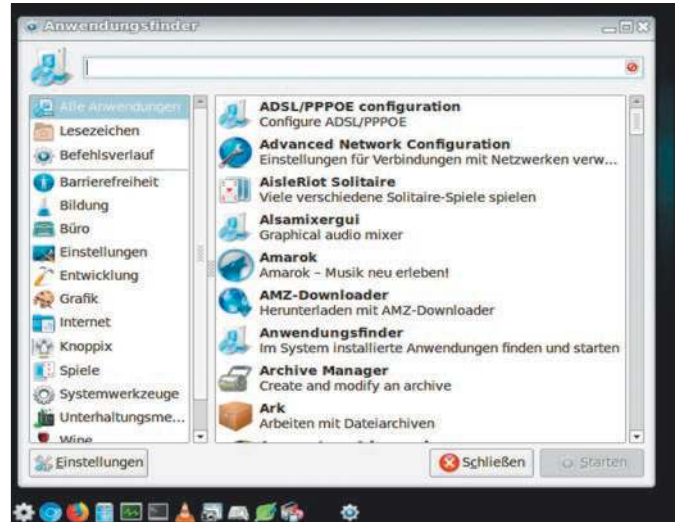 Anwendungsfinder
Alle Anwendungen
Lesezeichen
Befehlsverlauf
Barrierefreiheit
Bildung
Büro
Einstellungen
Entwicklung
Grafik
Internet
Knoppix
Spiele
Systemwerkzeuge
Unterhaltungsme...
Wine
ADSL/PPPOE configuration
Configure ADSL/PPPOE
Advanced Network Configuration
Einstellungen für Verbindungen mit Netzwerken verw...
AisleRiot Solitaire
Viele verschiedene Solitaire-Spiele spielen
Alsamixergui
Graphical audio mixer
Amarok
Amarok – Musik neu erleben!
AMZ-Downloader
Herunterladen mit AMZ-Downloader
Anwendungsfinder
Im System installierte Anwendungen finden und starten
Archive Manager
Create and modify an archive
Ark
Arbeiten mit Dateiarchiven
Einstellungen
Schließen
Starten